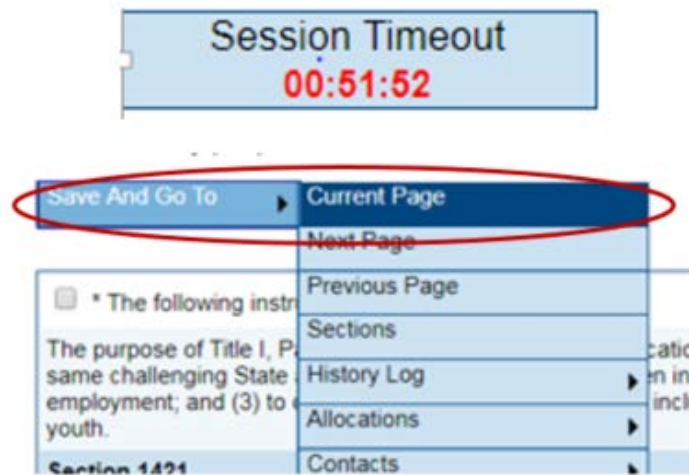 Session Timeout
00:51:52
Save And Go To
Current Page
Next Page
Previous Page
* The following instr
Sections
The purpose of Title I, P
catio
same challenging State
History Log
en in
employment; and (3) to
incl
Allocations
youth.
Section 1421
Contacts